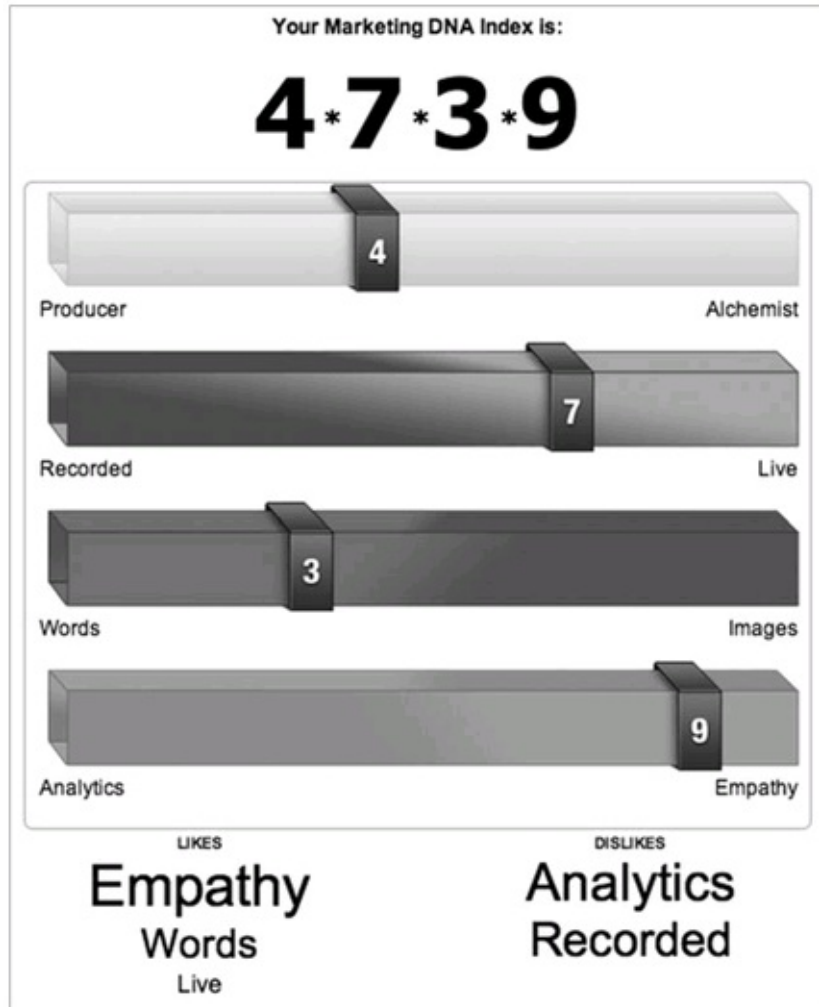 Your Marketing DNA Index is:
4*7*3*9
4
Producer Alchemist
7
Recorded Live
3
Words Images
9
Analytics Empathy
LIKES DISLIKES
Empathy Analytics
Words Recorded
Live